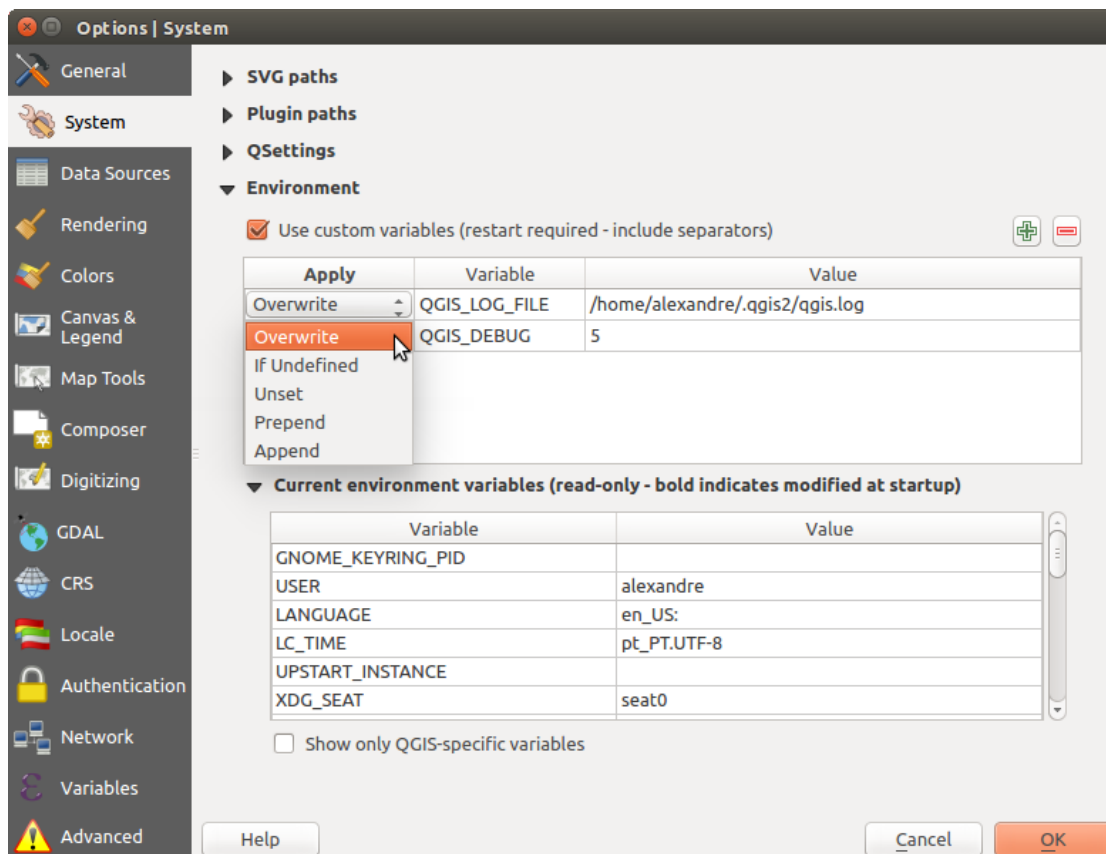 Options | System
General
System
Data Sources
Rendering
Colors
Canvas &
Legend
Map Tools
Composer
Digitizing
GDAL
CRS
Locale
Authentication
Network
Variables
Advanced
SVG paths
Plugin paths
QSettings
Environment
Use custom variables (restart required - include separators)
Apply Variable Value
Overwrite QGIS_LOG_FILE /home/alexandre/.qgis2/qgis.log
Overwrite QGIS_DEBUG 5
If Undefined
Unset
Prepend
Append
Current environment variables (read-only - bold indicates modified at startup)
Variable Value
GNOME_KEYRING_PID
USER alexandre
LANGUAGE en_US:
LC_TIME pt_PT.UTF-8
UPSTART_INSTANCE
XDG_SEAT seat0
Show only QGIS-specific variables
Help Cancel OK